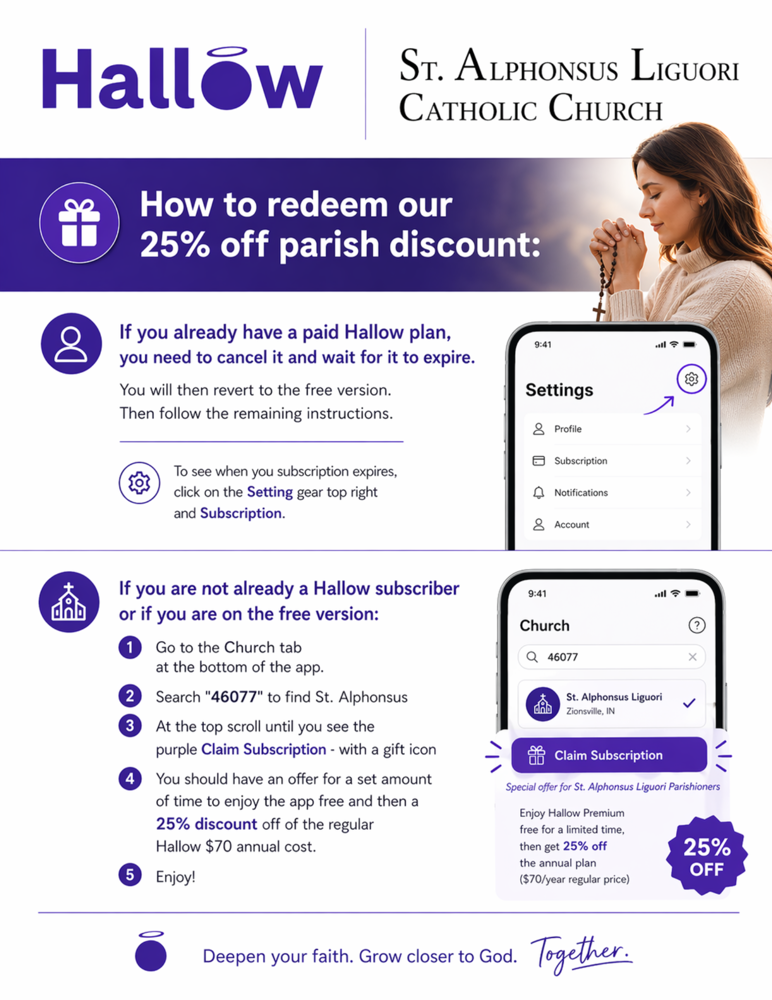 Hallow
St. Alphonsus Liguori
Catholic Church
How to redeem our
25% off parish discount:
If you already have a paid Hallow plan,
you need to cancel it and wait for it to expire.
You will then revert to the free version.
Then follow the remaining instructions.
To see when you subscription expires,
click on the Setting gear top right
and Subscription.
9:41
Settings
Profile
Subscription
Notifications
Account
If you are not already a Hallow subscriber
or if you are on the free version:
1 Go to the Church tab
at the bottom of the app.
2 Search "46077" to find St. Alphonsus
3 At the top scroll until you see the
purple Claim Subscription - with a gift icon
4 You should have an offer for a set amount
of time to enjoy the app free and then a
25% discount off of the regular
Hallow $70 annual cost.
5 Enjoy!
9:41
Church
?
46077
St. Alphonsus Liguori
Zionsville, IN
Claim Subscription
Special offer for St. Alphonsus Liguori Parishioners
Enjoy Hallow Premium
free for a limited time,
then get 25% off
the annual plan
($70/year regular price)
25%
OFF
Deepen your faith. Grow closer to God. Together.